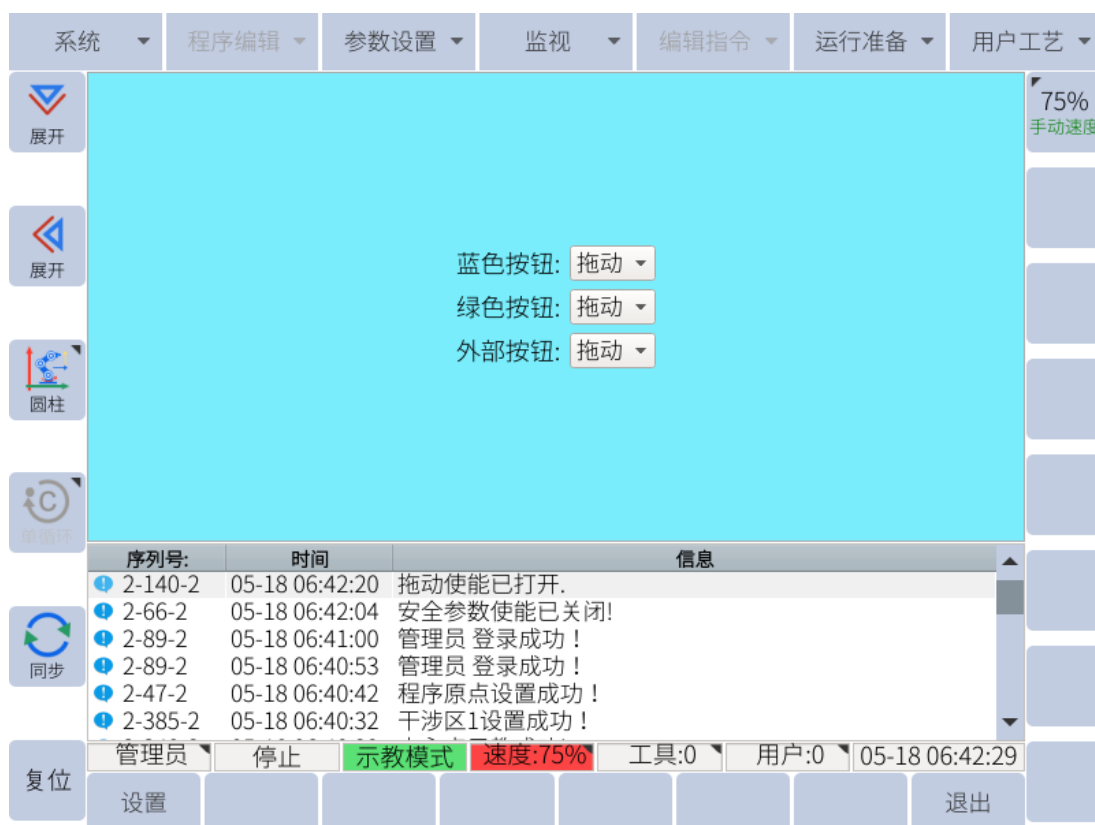 系统 程序编辑 参数设置 监视 编辑指令 运行准备 用户工艺
展开
75%
手动速度
展开
蓝色按钮: 拖动
绿色按钮: 拖动
外部按钮: 拖动
圆柱
C
单循环
序列号: 时间 信息
2-140-2 05-18 06:42:20 拖动使能已打开.
2-66-2 05-18 06:42:04 安全参数使能已关闭!
2-89-2 05-18 06:41:00 管理员 登录成功！
2-89-2 05-18 06:40:53 管理员 登录成功！
2-47-2 05-18 06:40:42 程序原点设置成功！
2-385-2 05-18 06:40:32 干涉区1设置成功！
同步
管理员 停止 示教模式 速度:75% 工具:0 用户:0 05-18 06:42:29
复位
设置 退出